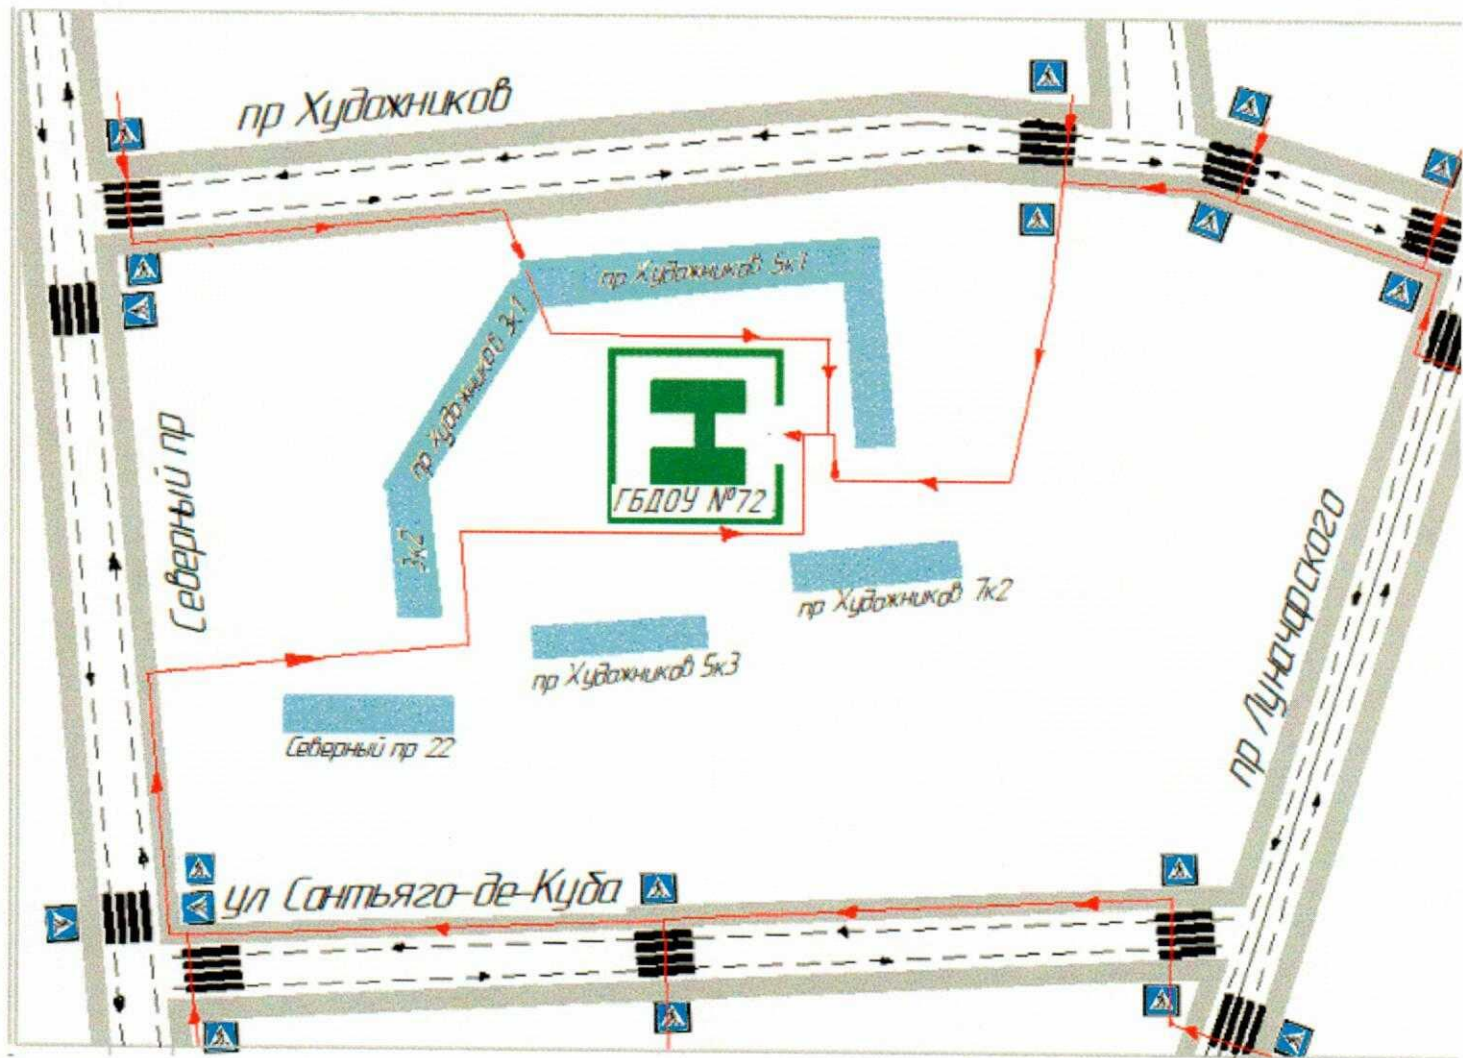 пр Художников
пр Художников 5к1
пр Художников 3к1
Северный пр
ГБДОУ №72
3к2
пр Художников 7к2
пр Художников 5к3
пр Луначарского
Северный пр 22
ул Сантьяго-де-Куба